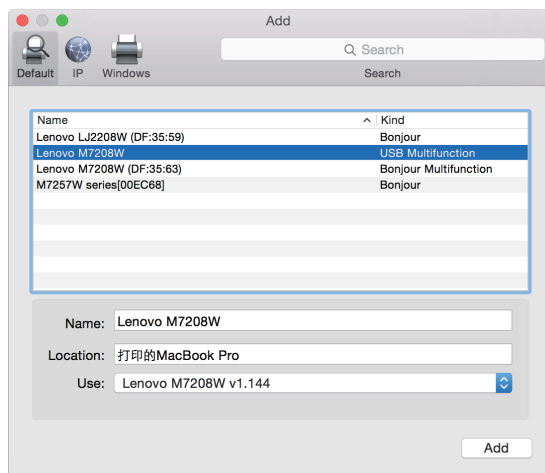 Add
Search
Default IP Windows Search
Name Kind
Lenovo LJ2208W (DF:35:59) Bonjour
Lenovo M7208W USB Multifunction
Lenovo M7208W (DF:35:63) Bonjour Multifunction
M7257W series[00EC68] Bonjour
Name: Lenovo M7208W
Location: 打印的MacBook Pro
Use: Lenovo M7208W v1.144
Add